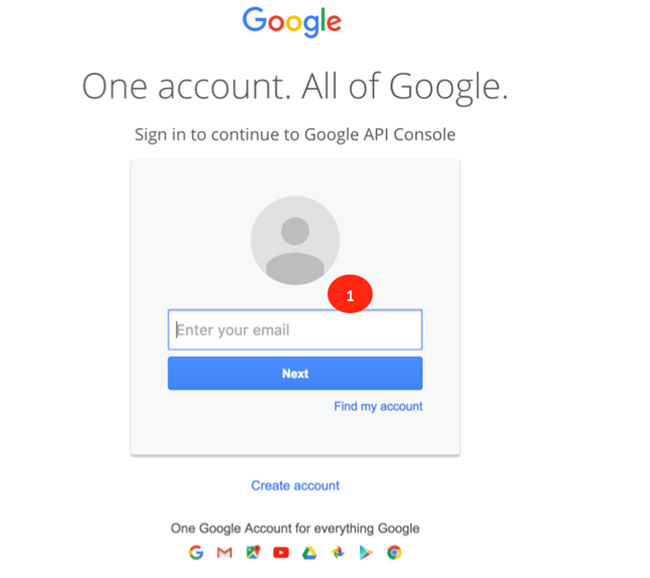 Google
One account. All of Google.
Sign in to continue to Google API Console
1
Enter your email
Next
Find my account
Create account
One Google Account for everything Google